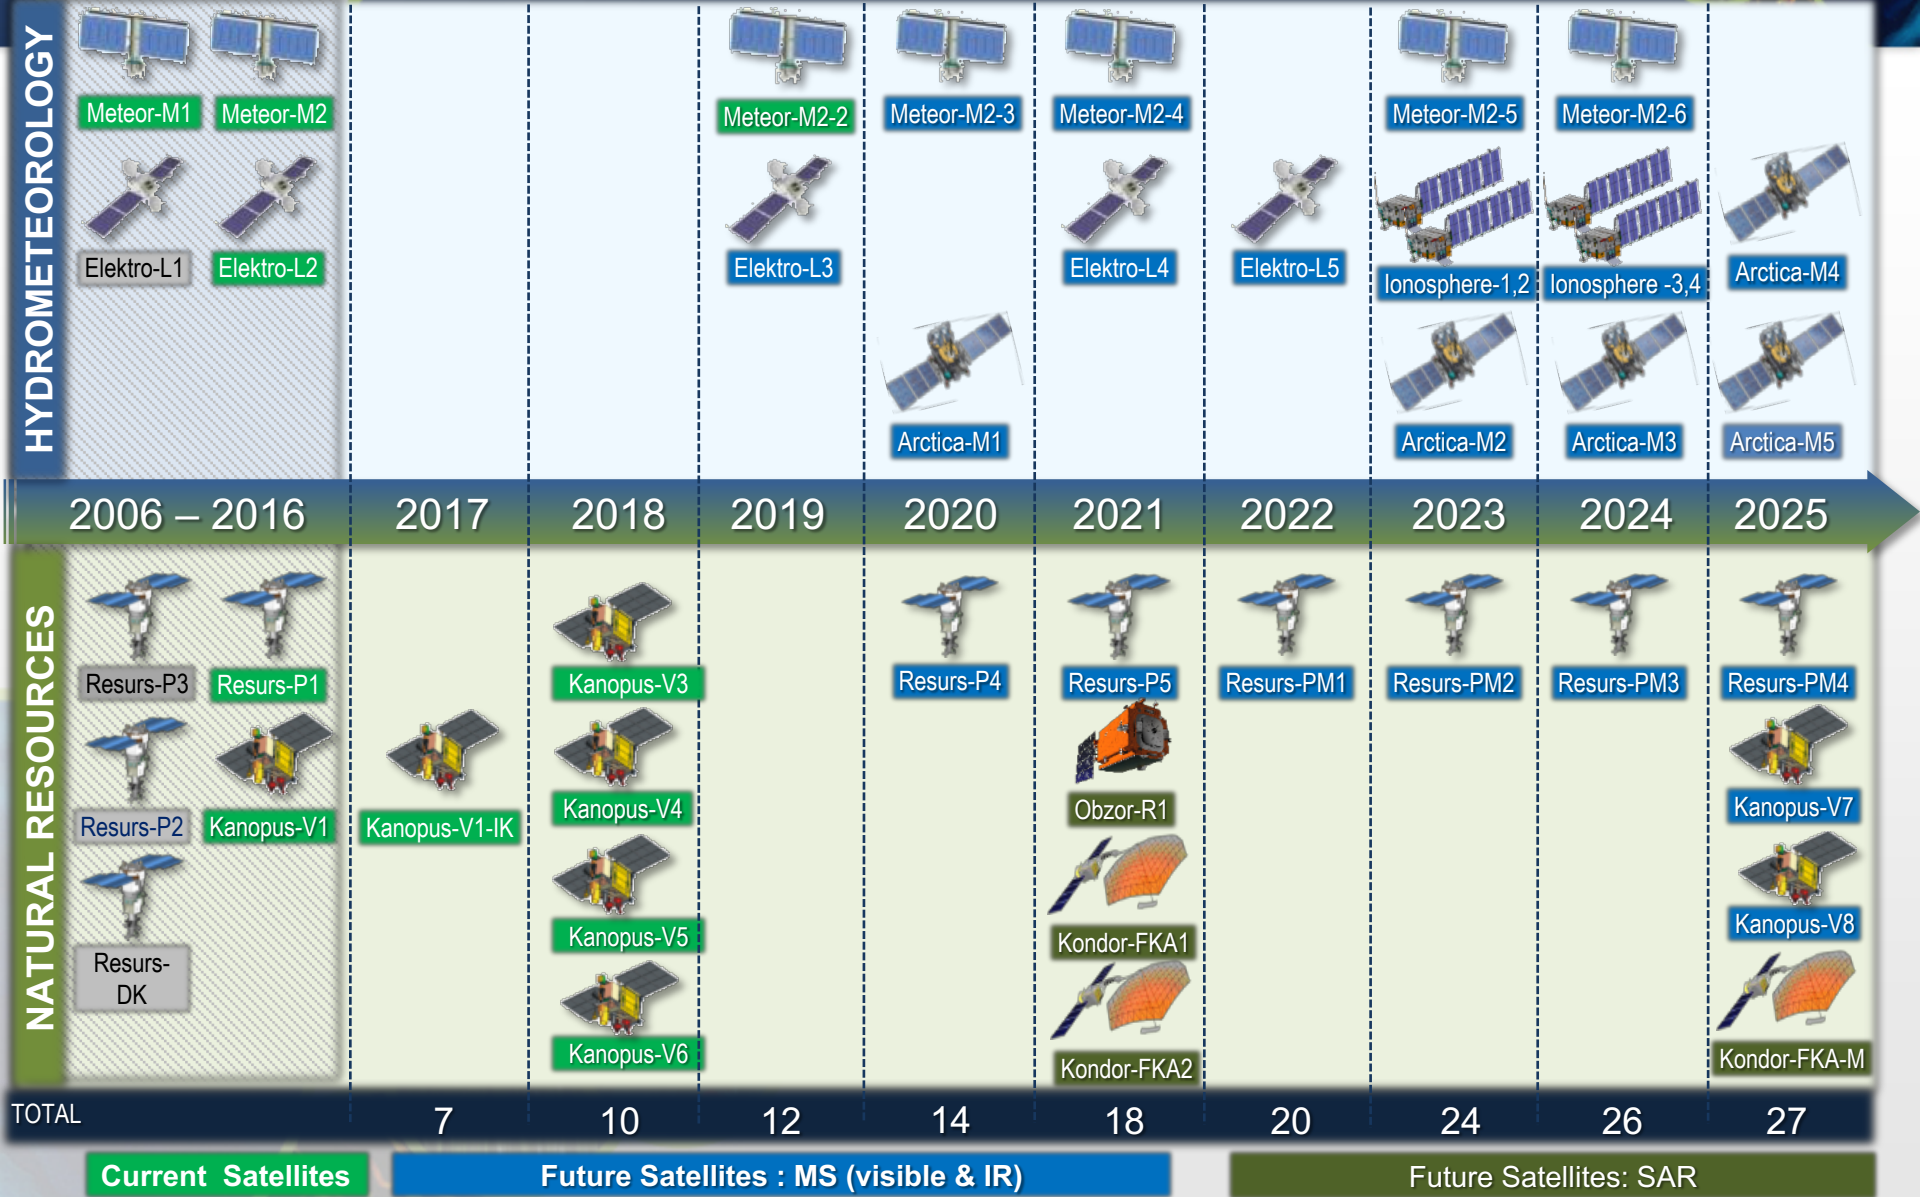 HYDROMETEOROLOGY
Meteor-M1
Meteor-M2
Meteor-M2-2
Meteor-M2-3
Meteor-M2-4
Meteor-M2-5
Meteor-M2-6
Elektro-L1
Elektro-L2
Elektro-L3
Elektro-L4
Elektro-L5
Ionosphere-1,2
Ionosphere -3,4
Arctica-M4
Arctica-M1
Arctica-M2
Arctica-M3
Arctica-M5
2006 – 2016
2017
2018
2019
2020
2021
2022
2023
2024
2025
NATURAL RESOURCES
Resurs-P3
Resurs-P1
Kanopus-V3
Resurs-P4
Resurs-P5
Resurs-PM1
Resurs-PM2
Resurs-PM3
Resurs-PM4
Resurs-P2
Kanopus-V1
Kanopus-V1-IK
Kanopus-V4
Obzor-R1
Kanopus-V7
Resurs-
DK
Kanopus-V5
Kondor-FKA1
Kanopus-V8
Kanopus-V6
Kondor-FKA2
Kondor-FKA-M
TOTAL
7
10
12
14
18
20
24
26
27
Current Satellites
Future Satellites : MS (visible & IR)
Future Satellites: SAR